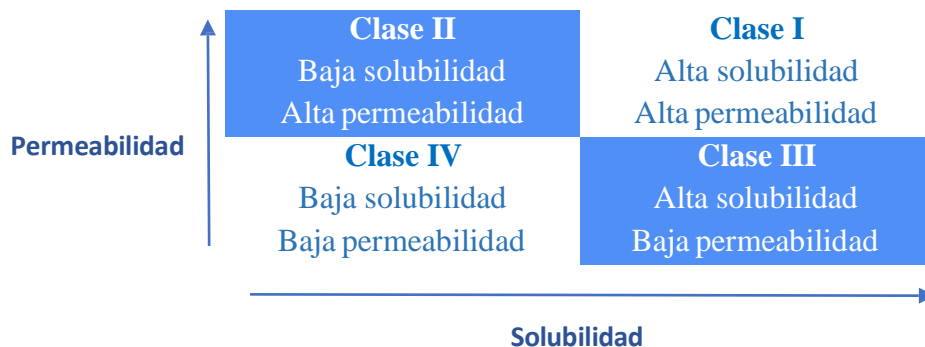 Clase II
Baja solubilidad
Alta permeabilidad
Clase I
Alta solubilidad
Alta permeabilidad
Permeabilidad
Clase IV
Baja solubilidad
Baja permeabilidad
Clase III
Alta solubilidad
Baja permeabilidad
Solubilidad